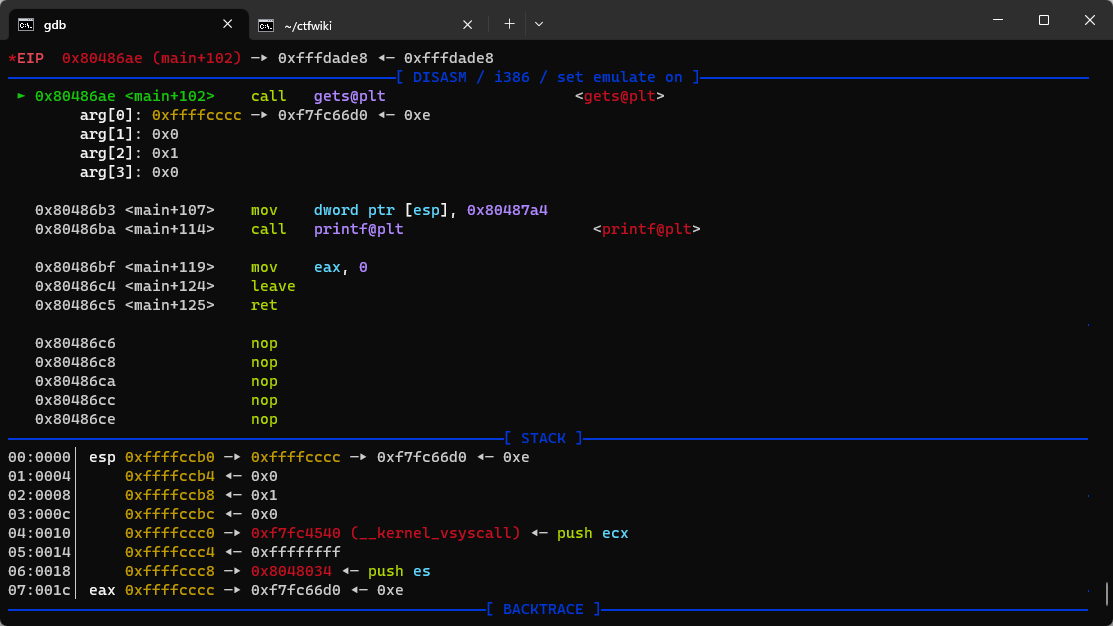 gdb
~/ctfwiki
*EIP  0x80486ae (main+102) —▸ 0xfffdade8 ◂— 0xfffdade8
[ DISASM / i386 / set emulate on ]
► 0x80486ae <main+102>    call   gets@plt                     <gets@plt>
arg[0]: 0xffffcccc —▸ 0xf7fc66d0 ◂— 0xe
arg[1]: 0x0
arg[2]: 0x1
arg[3]: 0x0
0x80486b3 <main+107>    mov    dword ptr [esp], 0x80487a4
0x80486ba <main+114>    call   printf@plt                     <printf@plt>
0x80486bf <main+119>    mov    eax, 0
0x80486c4 <main+124>    leave
0x80486c5 <main+125>    ret
0x80486c6               nop
0x80486c8               nop
0x80486ca               nop
0x80486cc               nop
0x80486ce               nop
[ STACK ]
00:0000│ esp 0xffffccb0 —▸ 0xffffcccc —▸ 0xf7fc66d0 ◂— 0xe
01:0004│     0xffffccb4 ◂— 0x0
02:0008│     0xffffccb8 ◂— 0x1
03:000c│     0xffffccbc ◂— 0x0
04:0010│     0xffffccc0 —▸ 0xf7fc4540 (__kernel_vsyscall) ◂— push ecx
05:0014│     0xffffccc4 ◂— 0xffffffff
06:0018│     0xffffccc8 —▸ 0x8048034 ◂— push es
07:001c│ eax 0xffffcccc —▸ 0xf7fc66d0 ◂— 0xe
[ BACKTRACE ]